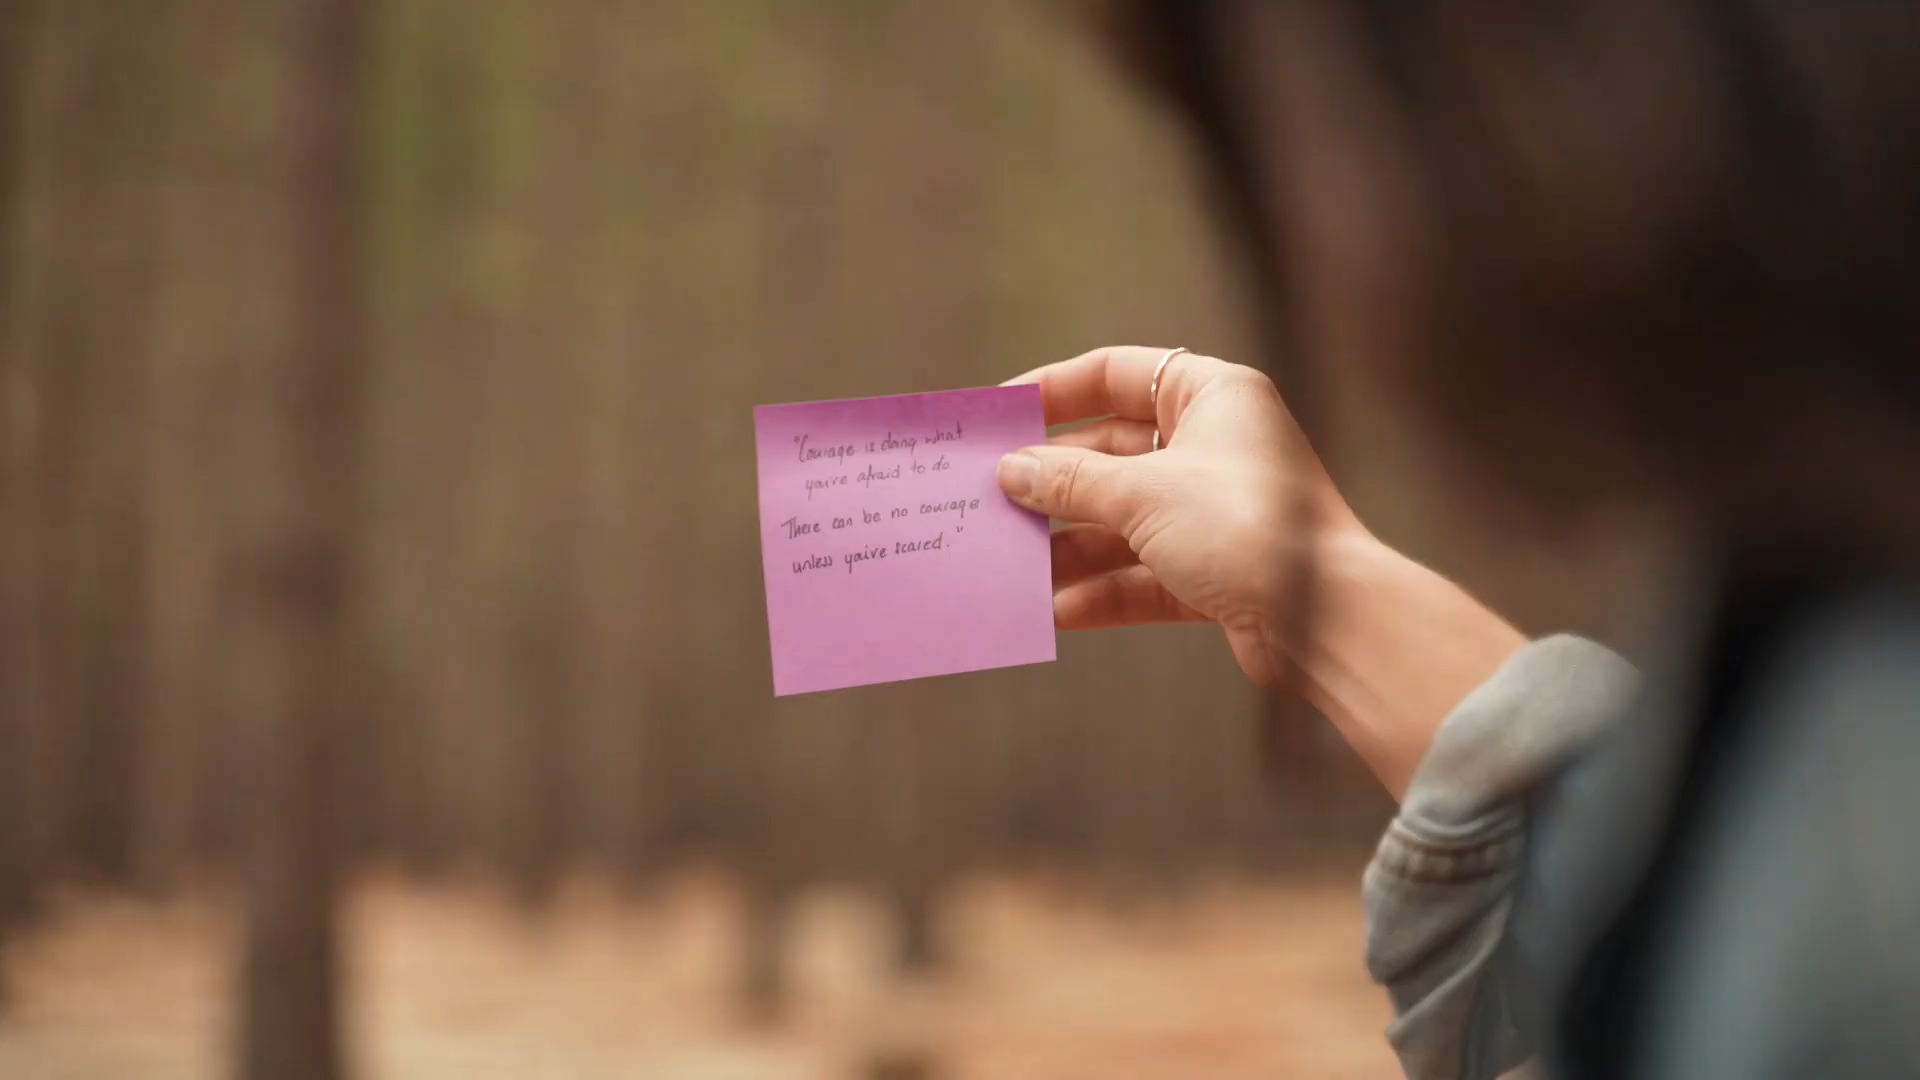 "Courage is doing what
you're afraid to do
There can be no courage
unless you're scared."